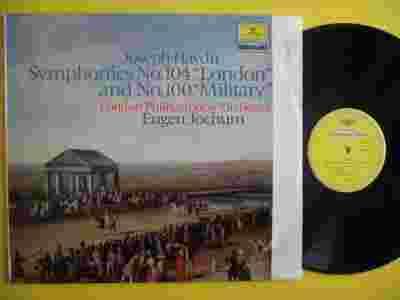 Joseph Haydn
Symphonies No.104 "London"
and No.100 "Military"
London Philharmonic Orchestra
Eugen Jochum